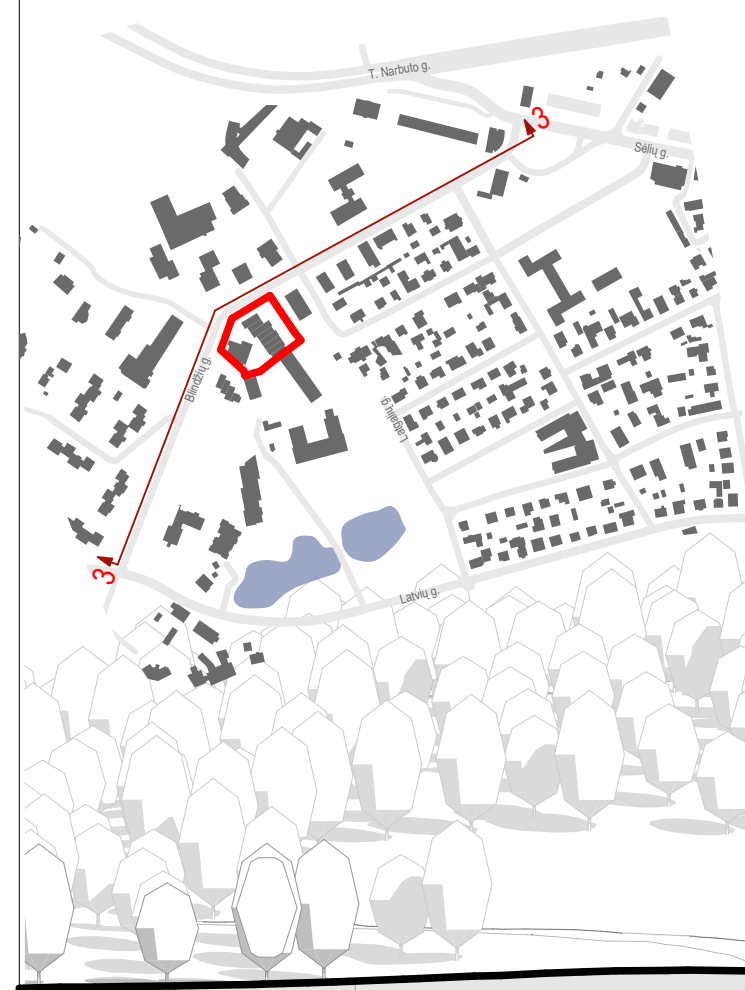 T. Narbuto g.
3
Sėlių g.
Blindžių g.
Latgalių g.
3
Latvių g.